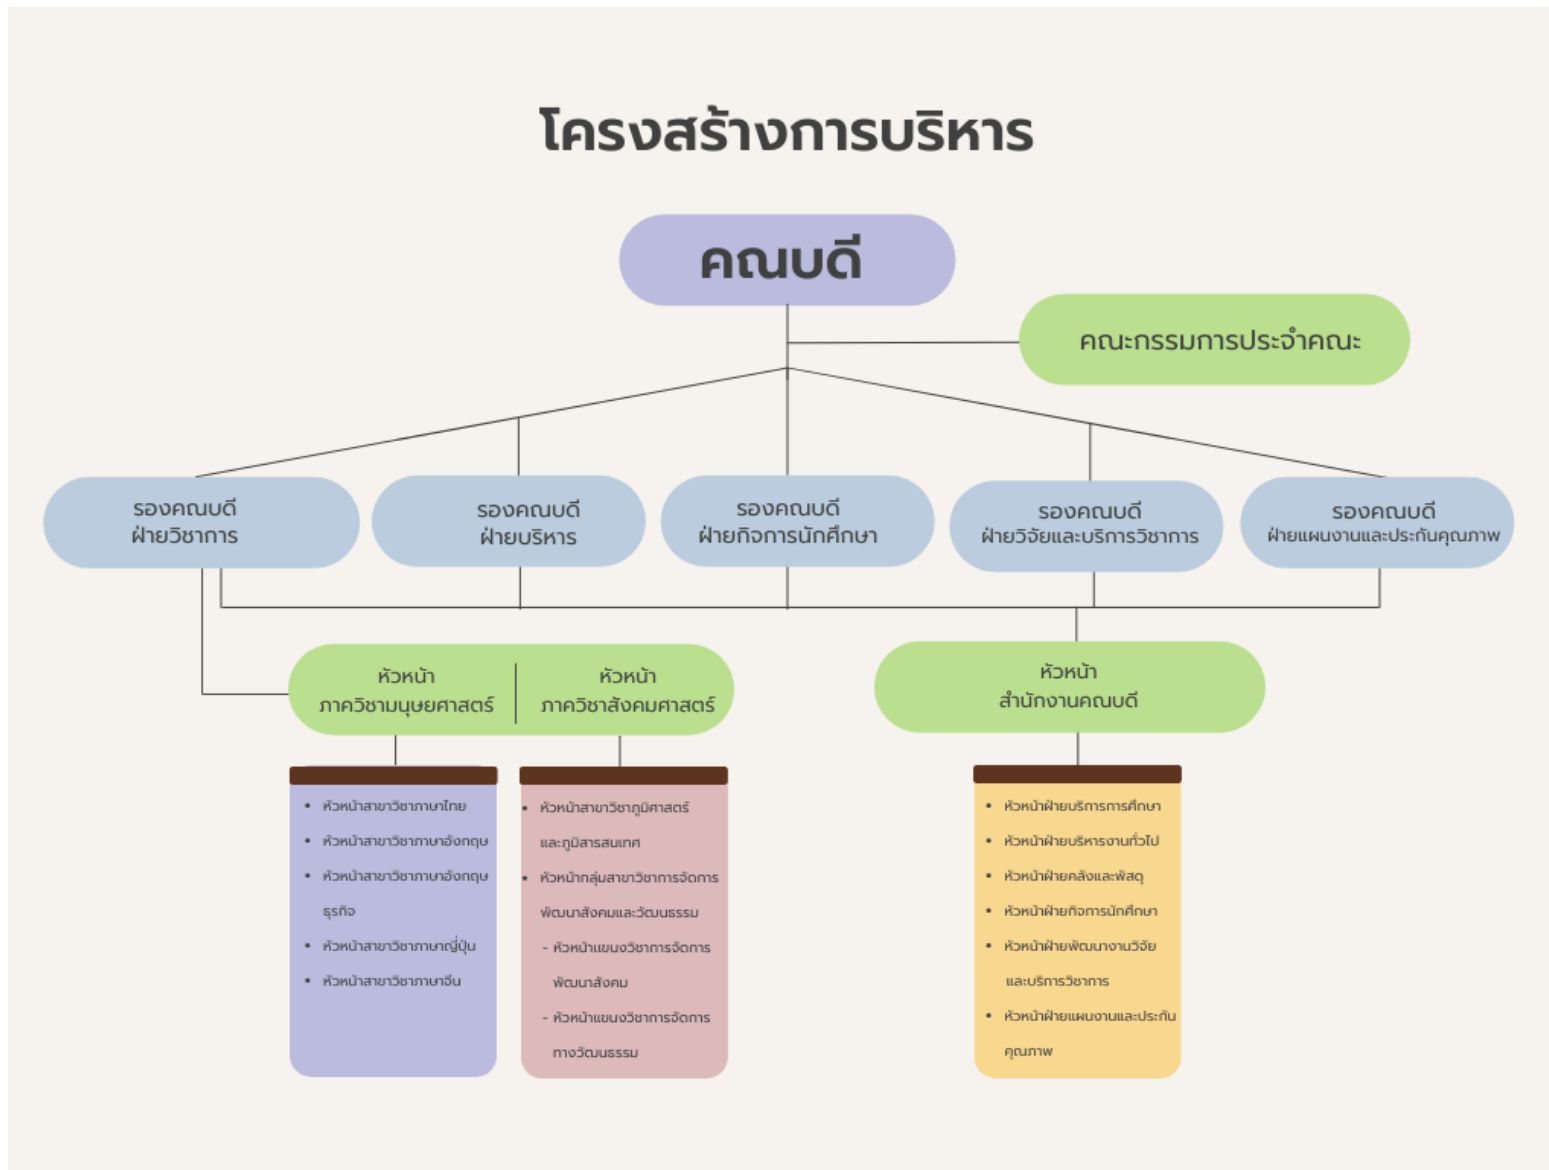 โครงสร้างการบริหาร
คณบดี
คณะกรรมการประจำคณะ
รองคณบดี
ฝ่ายวิชาการ
รองคณบดี
ฝ่ายบริหาร
รองคณบดี
ฝ่ายกิจการนักศึกษา
รองคณบดี
ฝ่ายวิจัยและบริการวิชาการ
รองคณบดี
ฝ่ายแผนงานและประกันคุณภาพ
หัวหน้า
ภาควิชามนุษยศาสตร์
หัวหน้า
ภาควิชาสังคมศาสตร์
หัวหน้า
สำนักงานคณบดี
• หัวหน้าสาขาวิชาภาษาไทย
• หัวหน้าสาขาวิชาภาษาอังกฤษ
• หัวหน้าสาขาวิชาภาษาอังกฤษ
ธุรกิจ
• หัวหน้าสาขาวิชาภาษาญี่ปุ่น
• หัวหน้าสาขาวิชาภาษาจีน
• หัวหน้าสาขาวิชาภูมิศาสตร์
และภูมิสารสนเทศ
• หัวหน้ากลุ่มสาขาวิชาการจัดการ
พัฒนาสังคมและวัฒนธรรม
- หัวหน้าแขนงวิชาการจัดการ
พัฒนาสังคม
- หัวหน้าแขนงวิชาการจัดการ
ทางวัฒนธรรม
• หัวหน้าฝ่ายบริการการศึกษา
• หัวหน้าฝ่ายบริหารงานทั่วไป
• หัวหน้าฝ่ายคลังและพัสดุ
• หัวหน้าฝ่ายกิจการนักศึกษา
• หัวหน้าฝ่ายพัฒนางานวิจัย
และบริการวิชาการ
• หัวหน้าฝ่ายแผนงานและประกัน
คุณภาพ